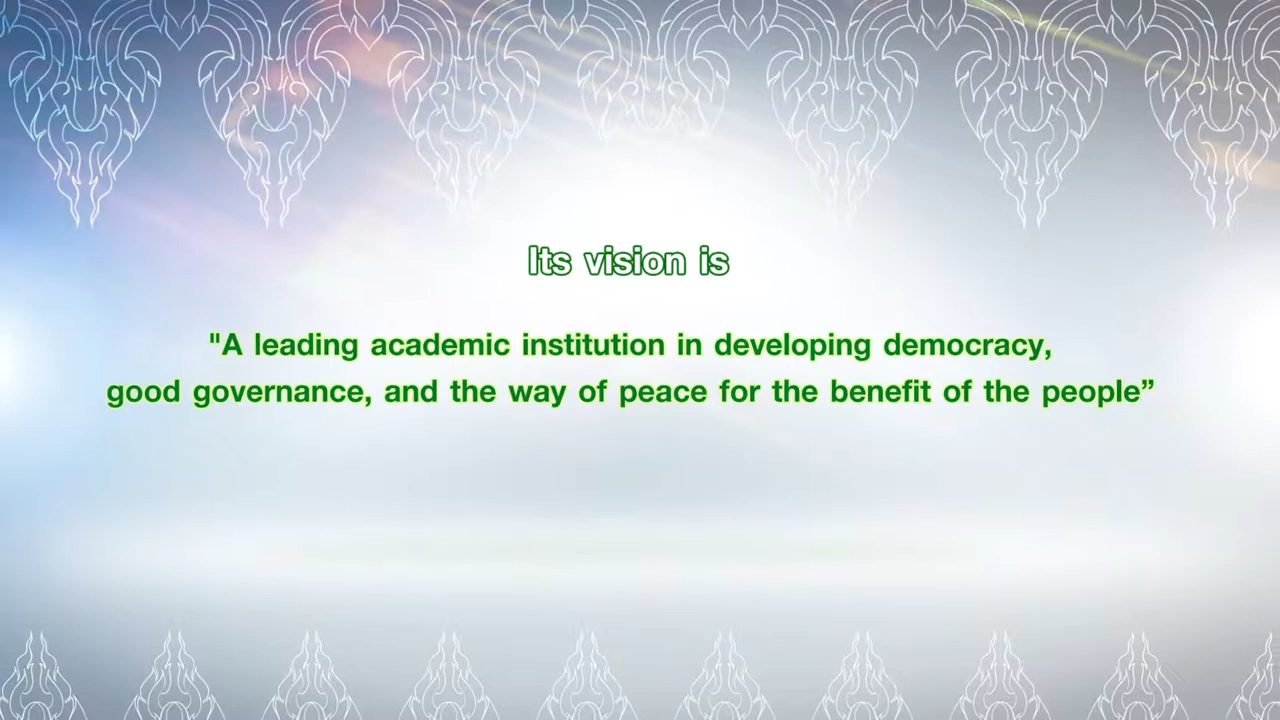 Its vision is
"A leading academic institution in developing democracy,
good governance, and the way of peace for the benefit of the people”